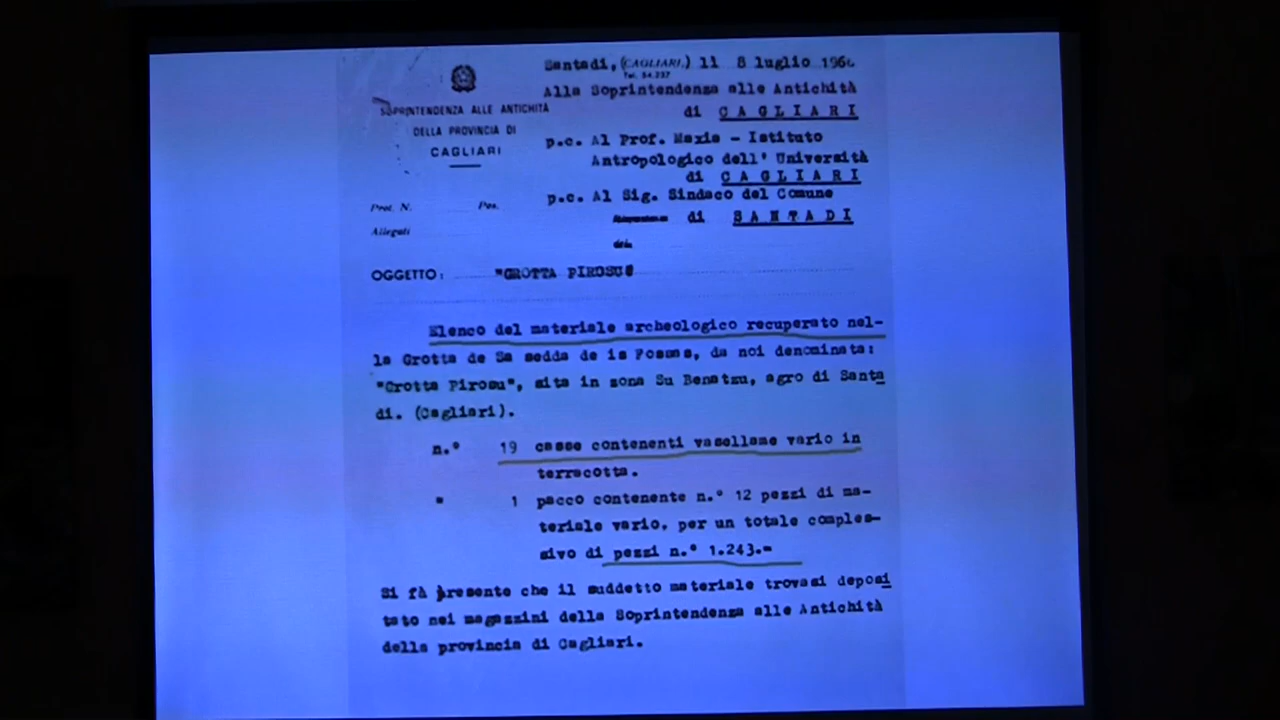 Santadi, (CAGLIARI) li 8 luglio 196
Tel. 54.237
Alla Soprintendenza alle Antichità
di CAGLIARI
SOPRINTENDENZA ALLE ANTICHITÀ
DELLA PROVINCIA DI
CAGLIARI
p.c. Al Prof. Maxia - Istituto
Antropologico dell' Università
di CAGLIARI
p.c. Al Sig. Sindaco del Comune
di SANTADI
Prot. N. Pos.
Allegati
OGGETTO: "GROTTA PIROSU"
Elenco del materiale archeologico recuperato nel-
la Grotta de Sa sedda de is Fossas, da noi denominata:
"Grotta Pirosu", sita in zona Su Benatzu, agro di Santa
di. (Cagliari).
n.° 19 casse contenenti vasellame vario in
terracotta.
" 1 pacco contenente n.° 12 pezzi di ma-
teriale vario, per un totale comples-
sivo di pezzi n.° 1.243.=
Si fà presente che il suddetto materiale trovasi deposi
tato nei magazzini della Soprintendenza alle Antichità
della provincia di Cagliari.